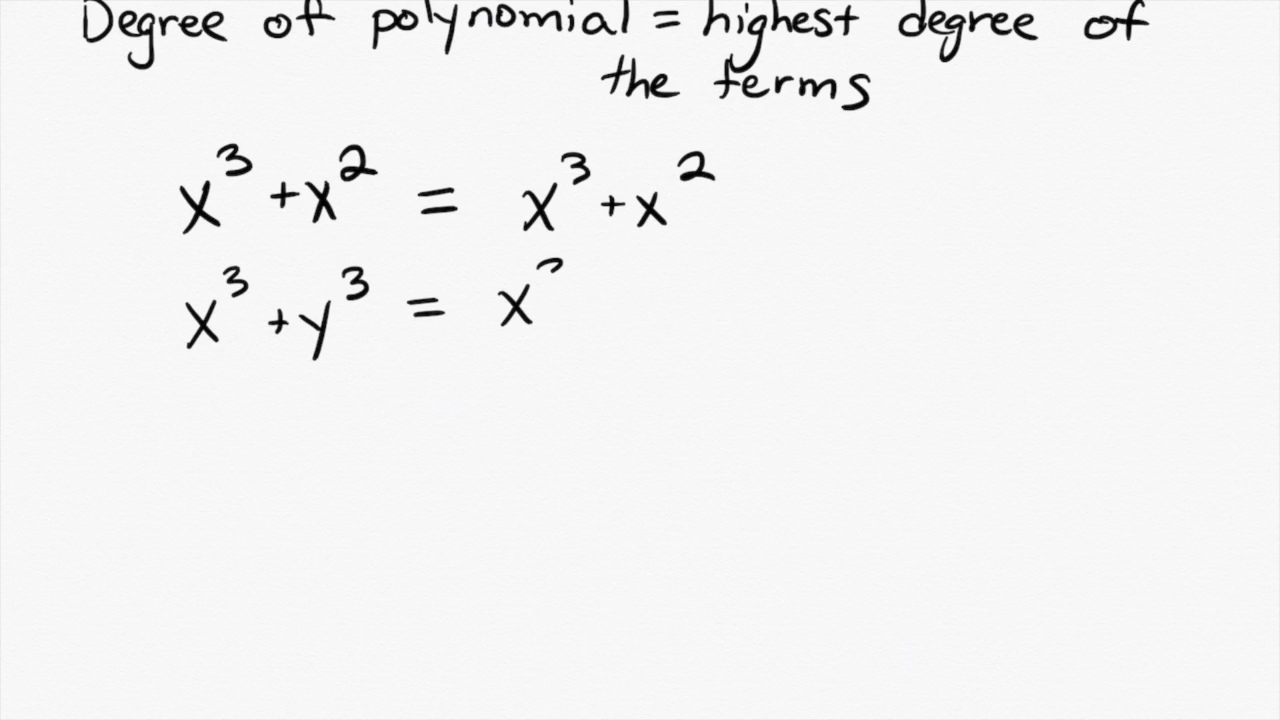 Degree of polynomial = highest degree of
the terms
x³ + x² = x³ + x²
x³ + y³ = x